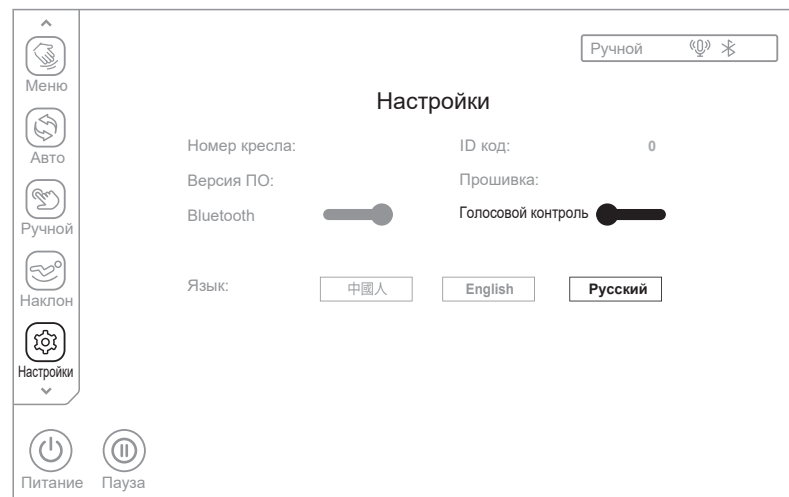 Ручной
Меню
Настройки
Авто
Номер кресла:
ID код:
0
Версия ПО:
Прошивка:
Ручной
Bluetooth
Голосовой контроль
Наклон
Язык:
中國人
English
Русский
Настройки
Питание
Пауза